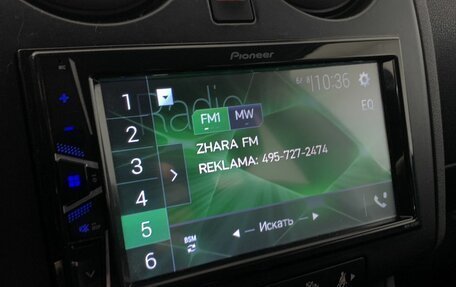 Pioneer
Radio
10:36
1
FM1 MW
EQ
2
ZHARA FM
3
REKLAMA: 495-727-2474
4
5
Искать
6
BSM